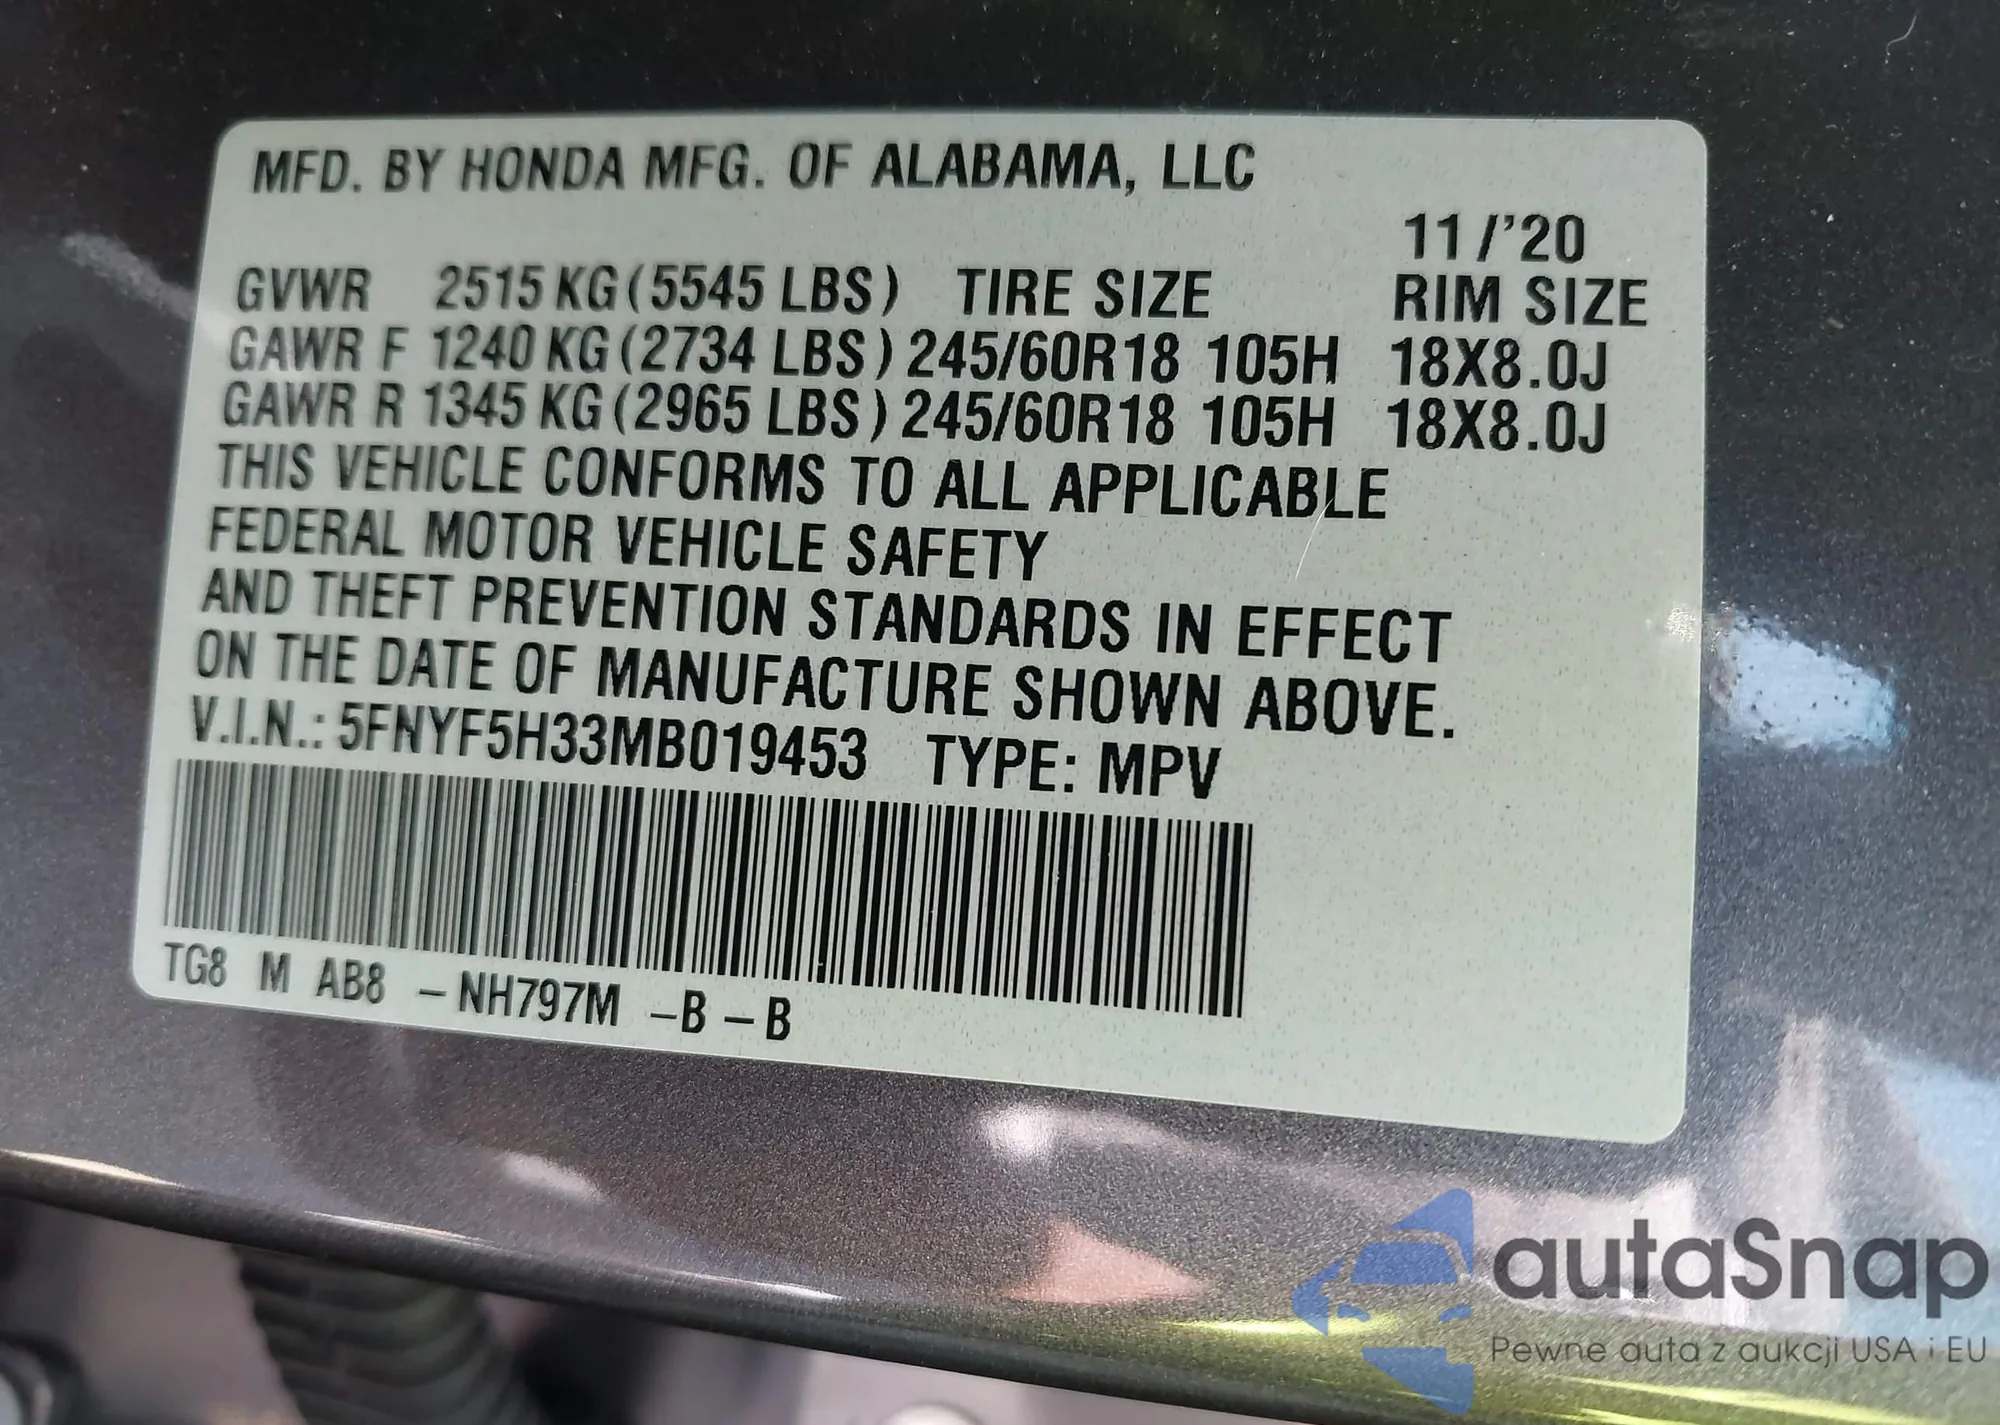 MFD. BY HONDA MFG. OF ALABAMA, LLC
11/'20
GVWR 2515 KG (5545 LBS) TIRE SIZE RIM SIZE
GAWR F 1240 KG (2734 LBS) 245/60R18 105H 18X8.0J
GAWR R 1345 KG (2965 LBS) 245/60R18 105H 18X8.0J
THIS VEHICLE CONFORMS TO ALL APPLICABLE
FEDERAL MOTOR VEHICLE SAFETY
AND THEFT PREVENTION STANDARDS IN EFFECT
ON THE DATE OF MANUFACTURE SHOWN ABOVE.
V.I.N.: 5FNYF5H33MB019453 TYPE: MPV
TG8 M AB8 -NH797M -B -B
autaSnap
Pewne auta z aukcji USA i EU